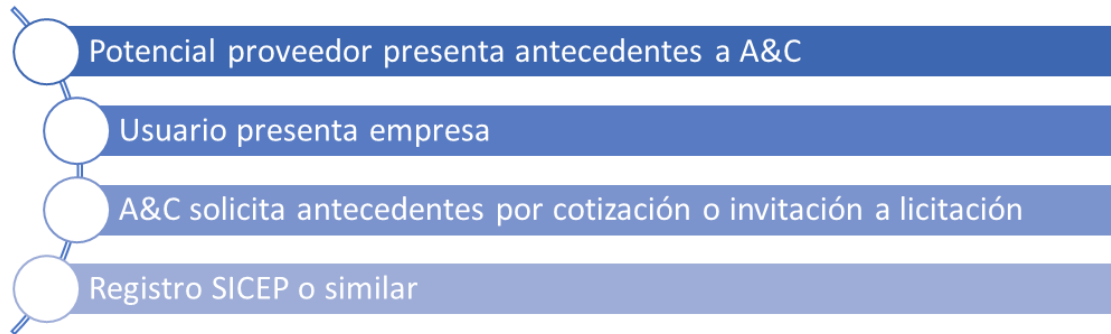 Potencial proveedor presenta antecedentes a A&C
Usuario presenta empresa
A&C solicita antecedentes por cotización o invitación a licitación
Registro SICEP o similar